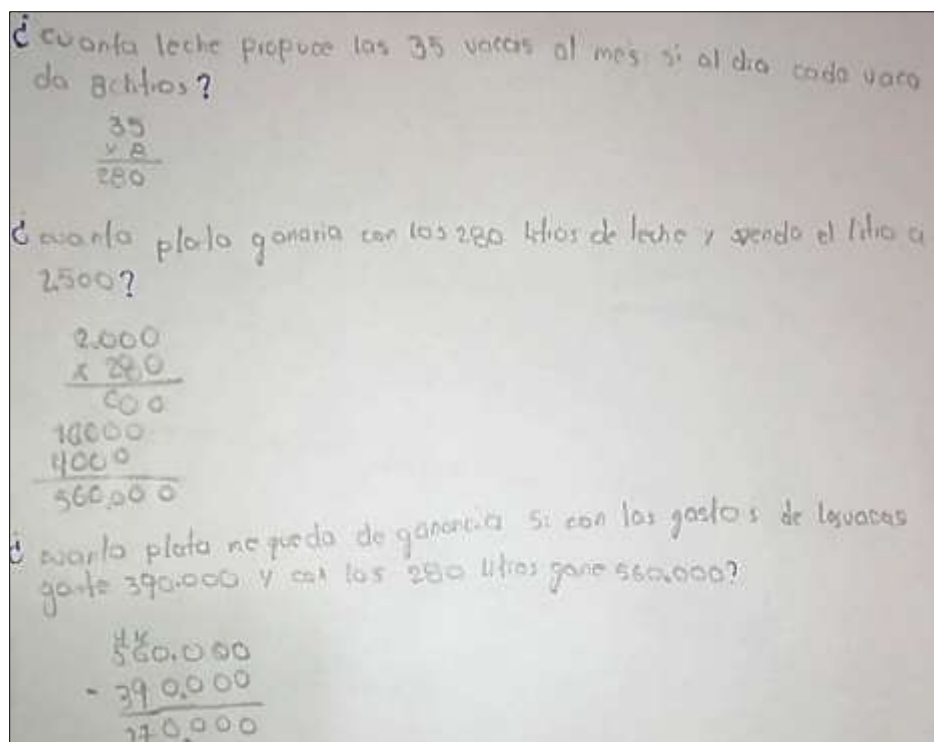 ¿cuanta leche propuce las 35 vacas al mes si al dia cada vaca
da 8 litros?
35
x 8
280
¿cuanta plata ganaria con los 280 litros de leche y vendo el litro a
2,500?
2.000
x 280
000
16000
4000
560,000
¿cuanta plata me queda de ganancia si con los gastos de las vacas
gaste 390.000 y con los 280 litros gane 560.000?
560.000
- 390,000
170,000